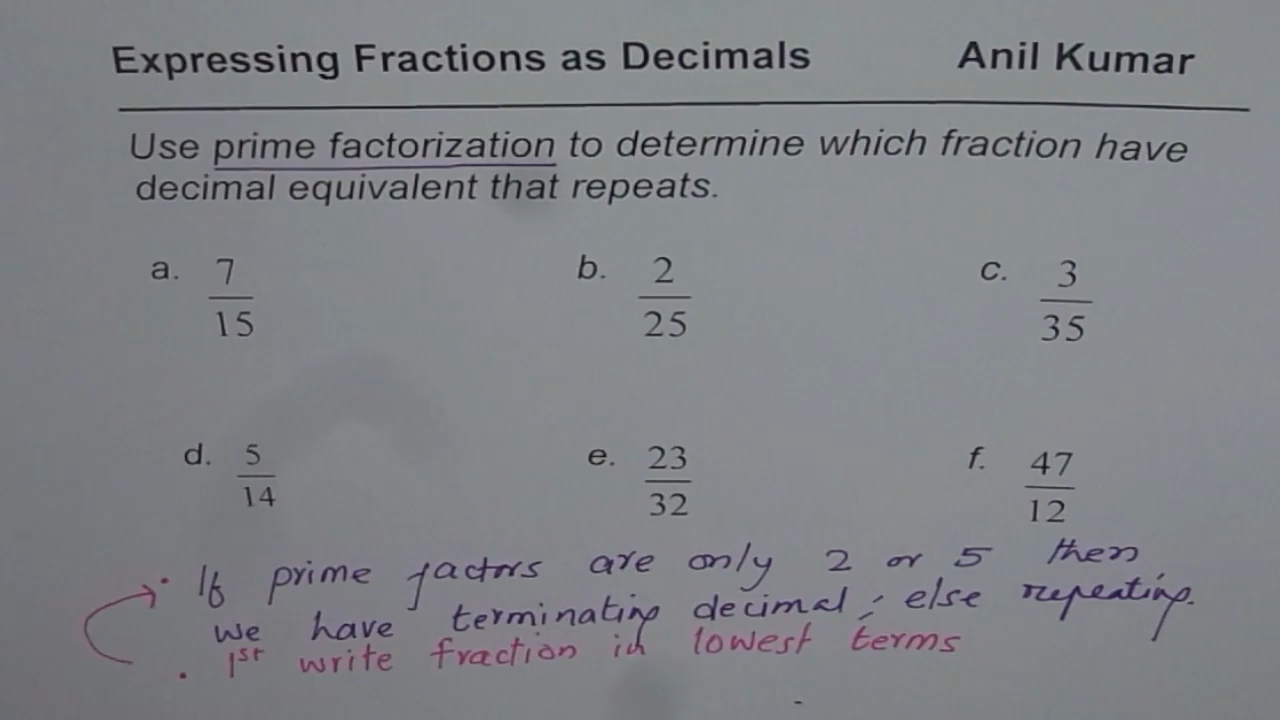 Expressing Fractions as Decimals Anil Kumar
Use prime factorization to determine which fraction have
decimal equivalent that repeats.
a. 7/15 b. 2/25 c. 3/35
d. 5/14 e. 23/32 f. 47/12
• If prime factors are only 2 or 5 then
we have terminating decimal, else repeating.
• 1st write fraction in lowest terms